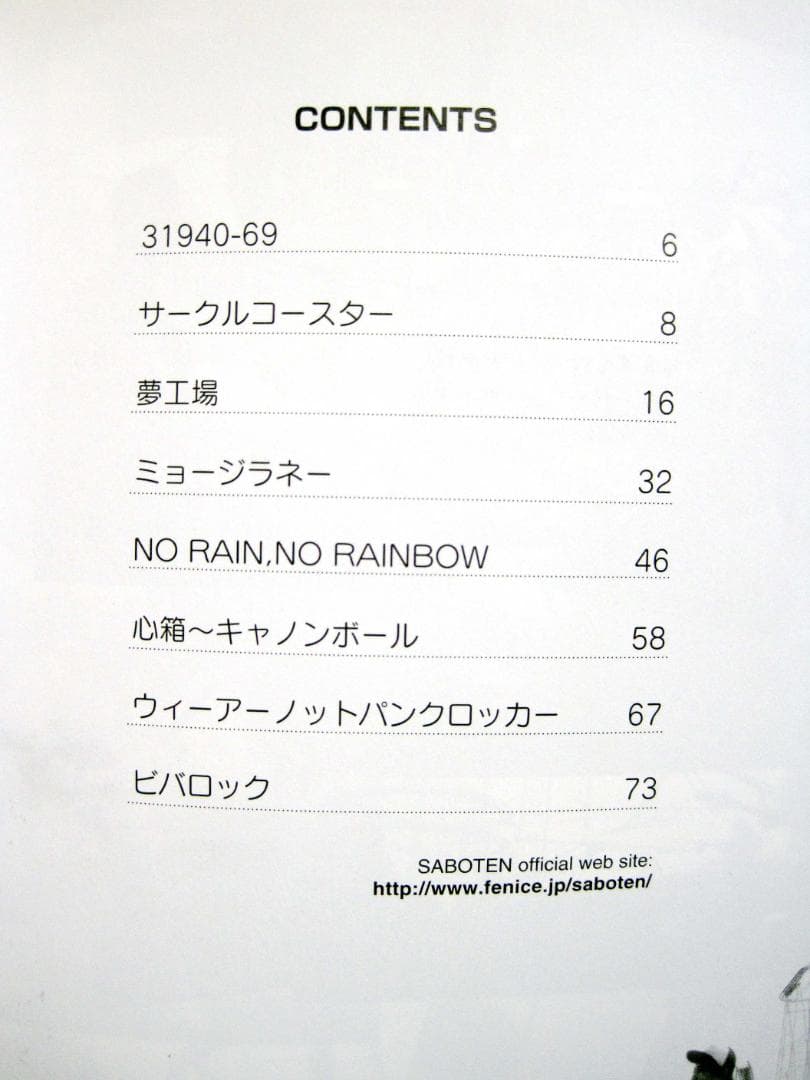 CONTENTS
31940-69 6
サークルコースター 8
夢工場 16
ミョージラネー 32
NO RAIN,NO RAINBOW 46
心箱〜キャノンボール 58
ウィーアーノットパンクロッカー 67
ビバロック 73
SABOTEN official web site:
http://www.fenice.jp/saboten/